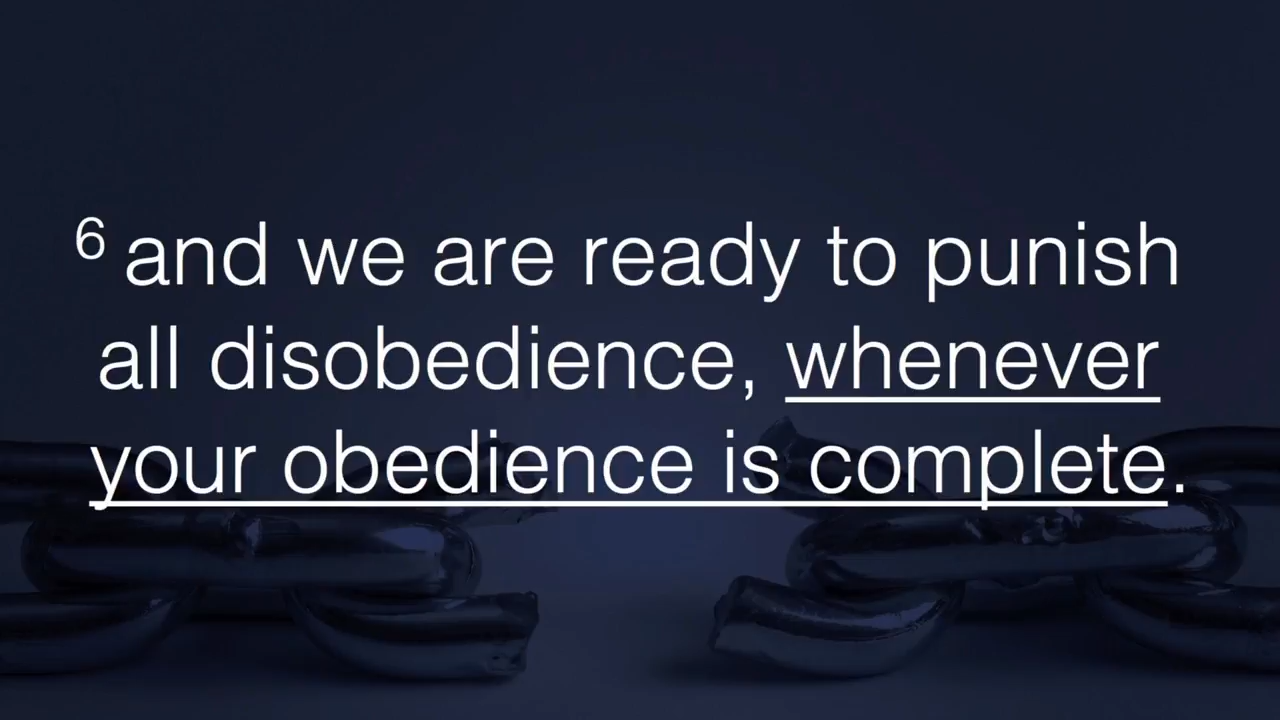 6 and we are ready to punish
all disobedience, whenever
your obedience is complete.